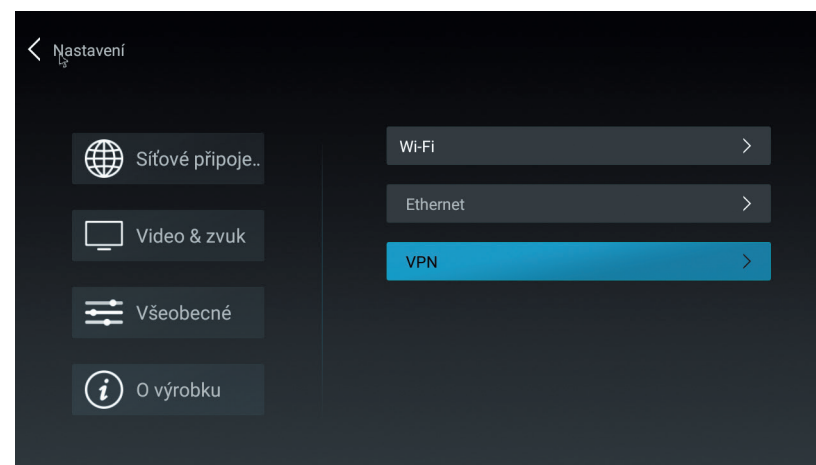 Nastavení
Síťové připoje..
Video & zvuk
Všeobecné
O výrobku
Wi-Fi
Ethernet
VPN